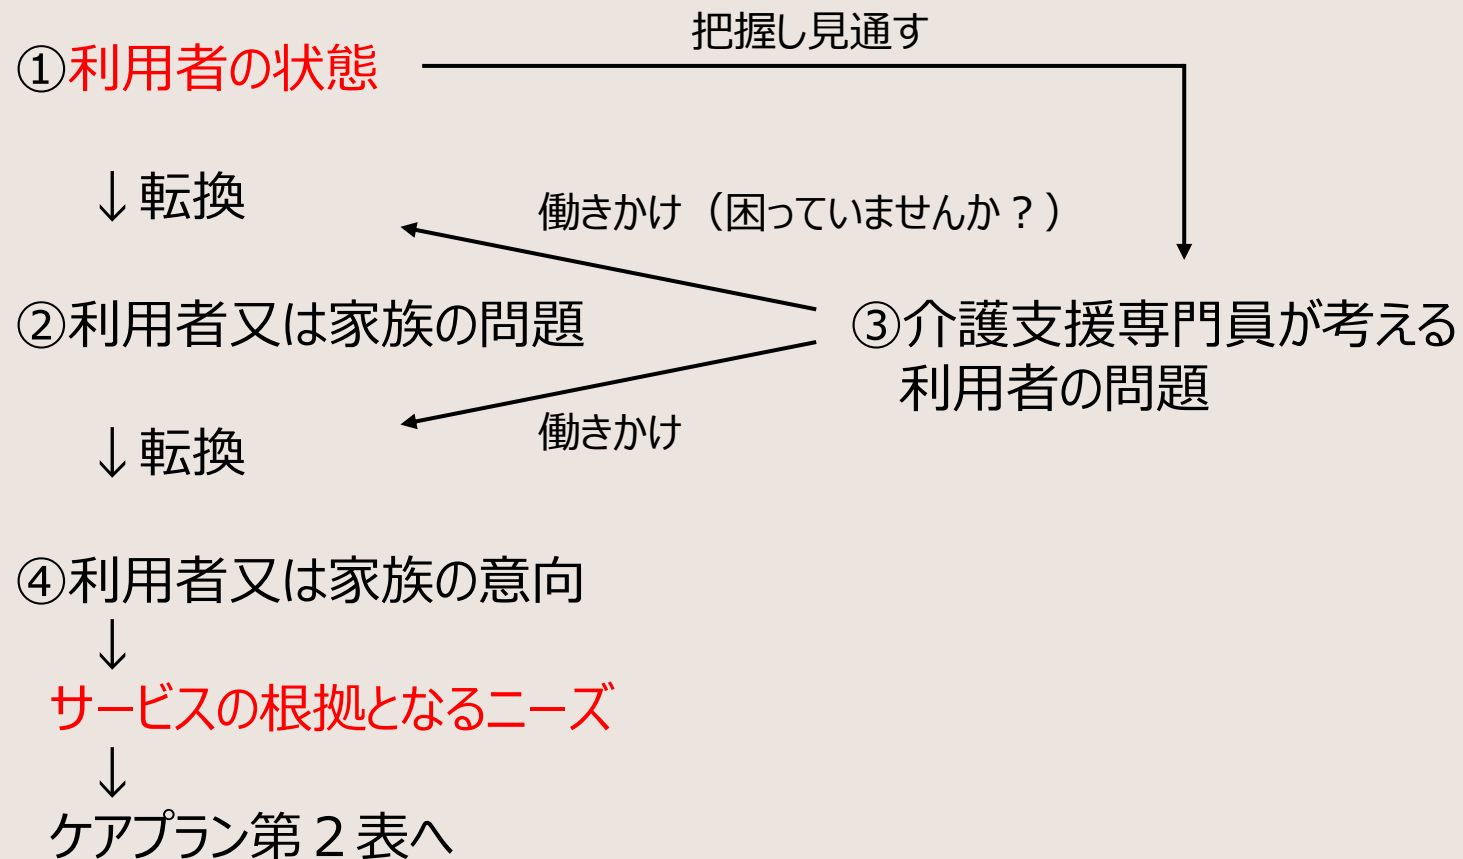 把握し見通す
①利用者の状態
↓転換
働きかけ（困っていませんか？）
②利用者又は家族の問題
③介護支援専門員が考える
利用者の問題
↓転換
働きかけ
④利用者又は家族の意向
↓
サービスの根拠となるニーズ
↓
ケアプラン第２表へ